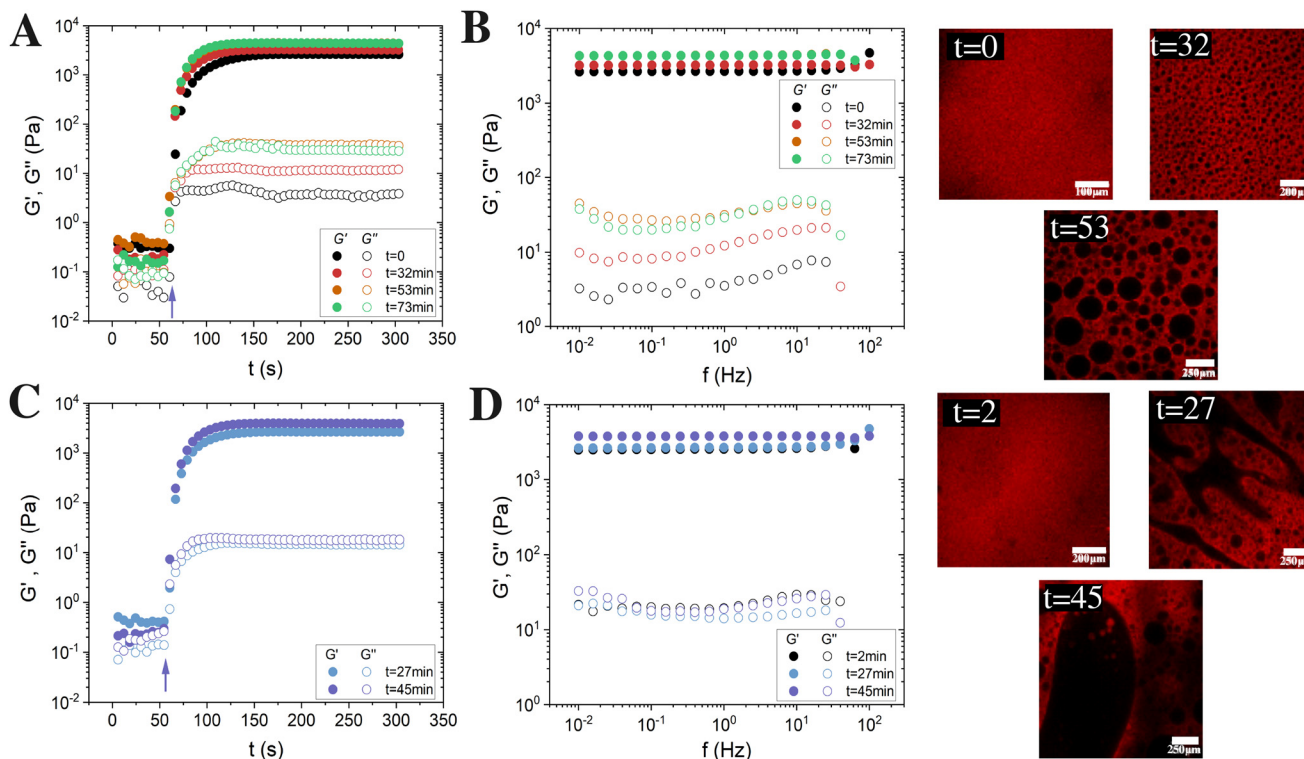 A
G', G'' (Pa)
10⁴
10³
10²
10¹
10⁰
10⁻¹
10⁻²
G' G''
t=0
t=32min
t=53min
t=73min
0 50 100 150 200 250 300 350
t (s)
B
G', G'' (Pa)
10⁴
10³
10²
10¹
10⁰
G' G''
t=0
t=32min
t=53min
t=73min
10⁻² 10⁻¹ 10⁰ 10¹ 10²
f (Hz)
t=0
100μm
t=32
200μ
t=53
250μm
C
G' , G'' (Pa)
10⁴
10³
10²
10¹
10⁰
10⁻¹
10⁻²
G' G''
t=27min
t=45min
0 50 100 150 200 250 300 350
t (s)
D
G' , G'' (Pa)
10⁴
10³
10²
10¹
10⁰
G' G''
t=2min
t=27min
t=45min
10⁻² 10⁻¹ 10⁰ 10¹ 10²
f (Hz)
t=2
200μm
t=27
250μm
t=45
250μm